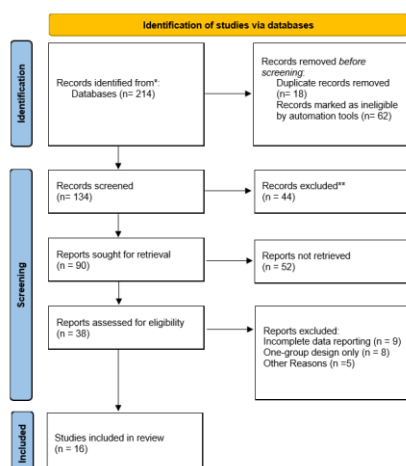 Identification of studies via databases
Identification
Records identified from*:
Databases (n= 214)
Records removed before
screening:
Duplicate records removed
(n= 18)
Records marked as ineligible
by automation tools (n= 62)
Screening
Records screened
(n= 134)
Records excluded**
(n = 44)
Reports sought for retrieval
(n = 90)
Reports not retrieved
(n = 52)
Reports assessed for eligibility
(n = 38)
Reports excluded:
Incomplete data reporting (n = 9)
One-group design only (n = 8)
Other Reasons (n =5)
Included
Studies included in review
(n = 16)